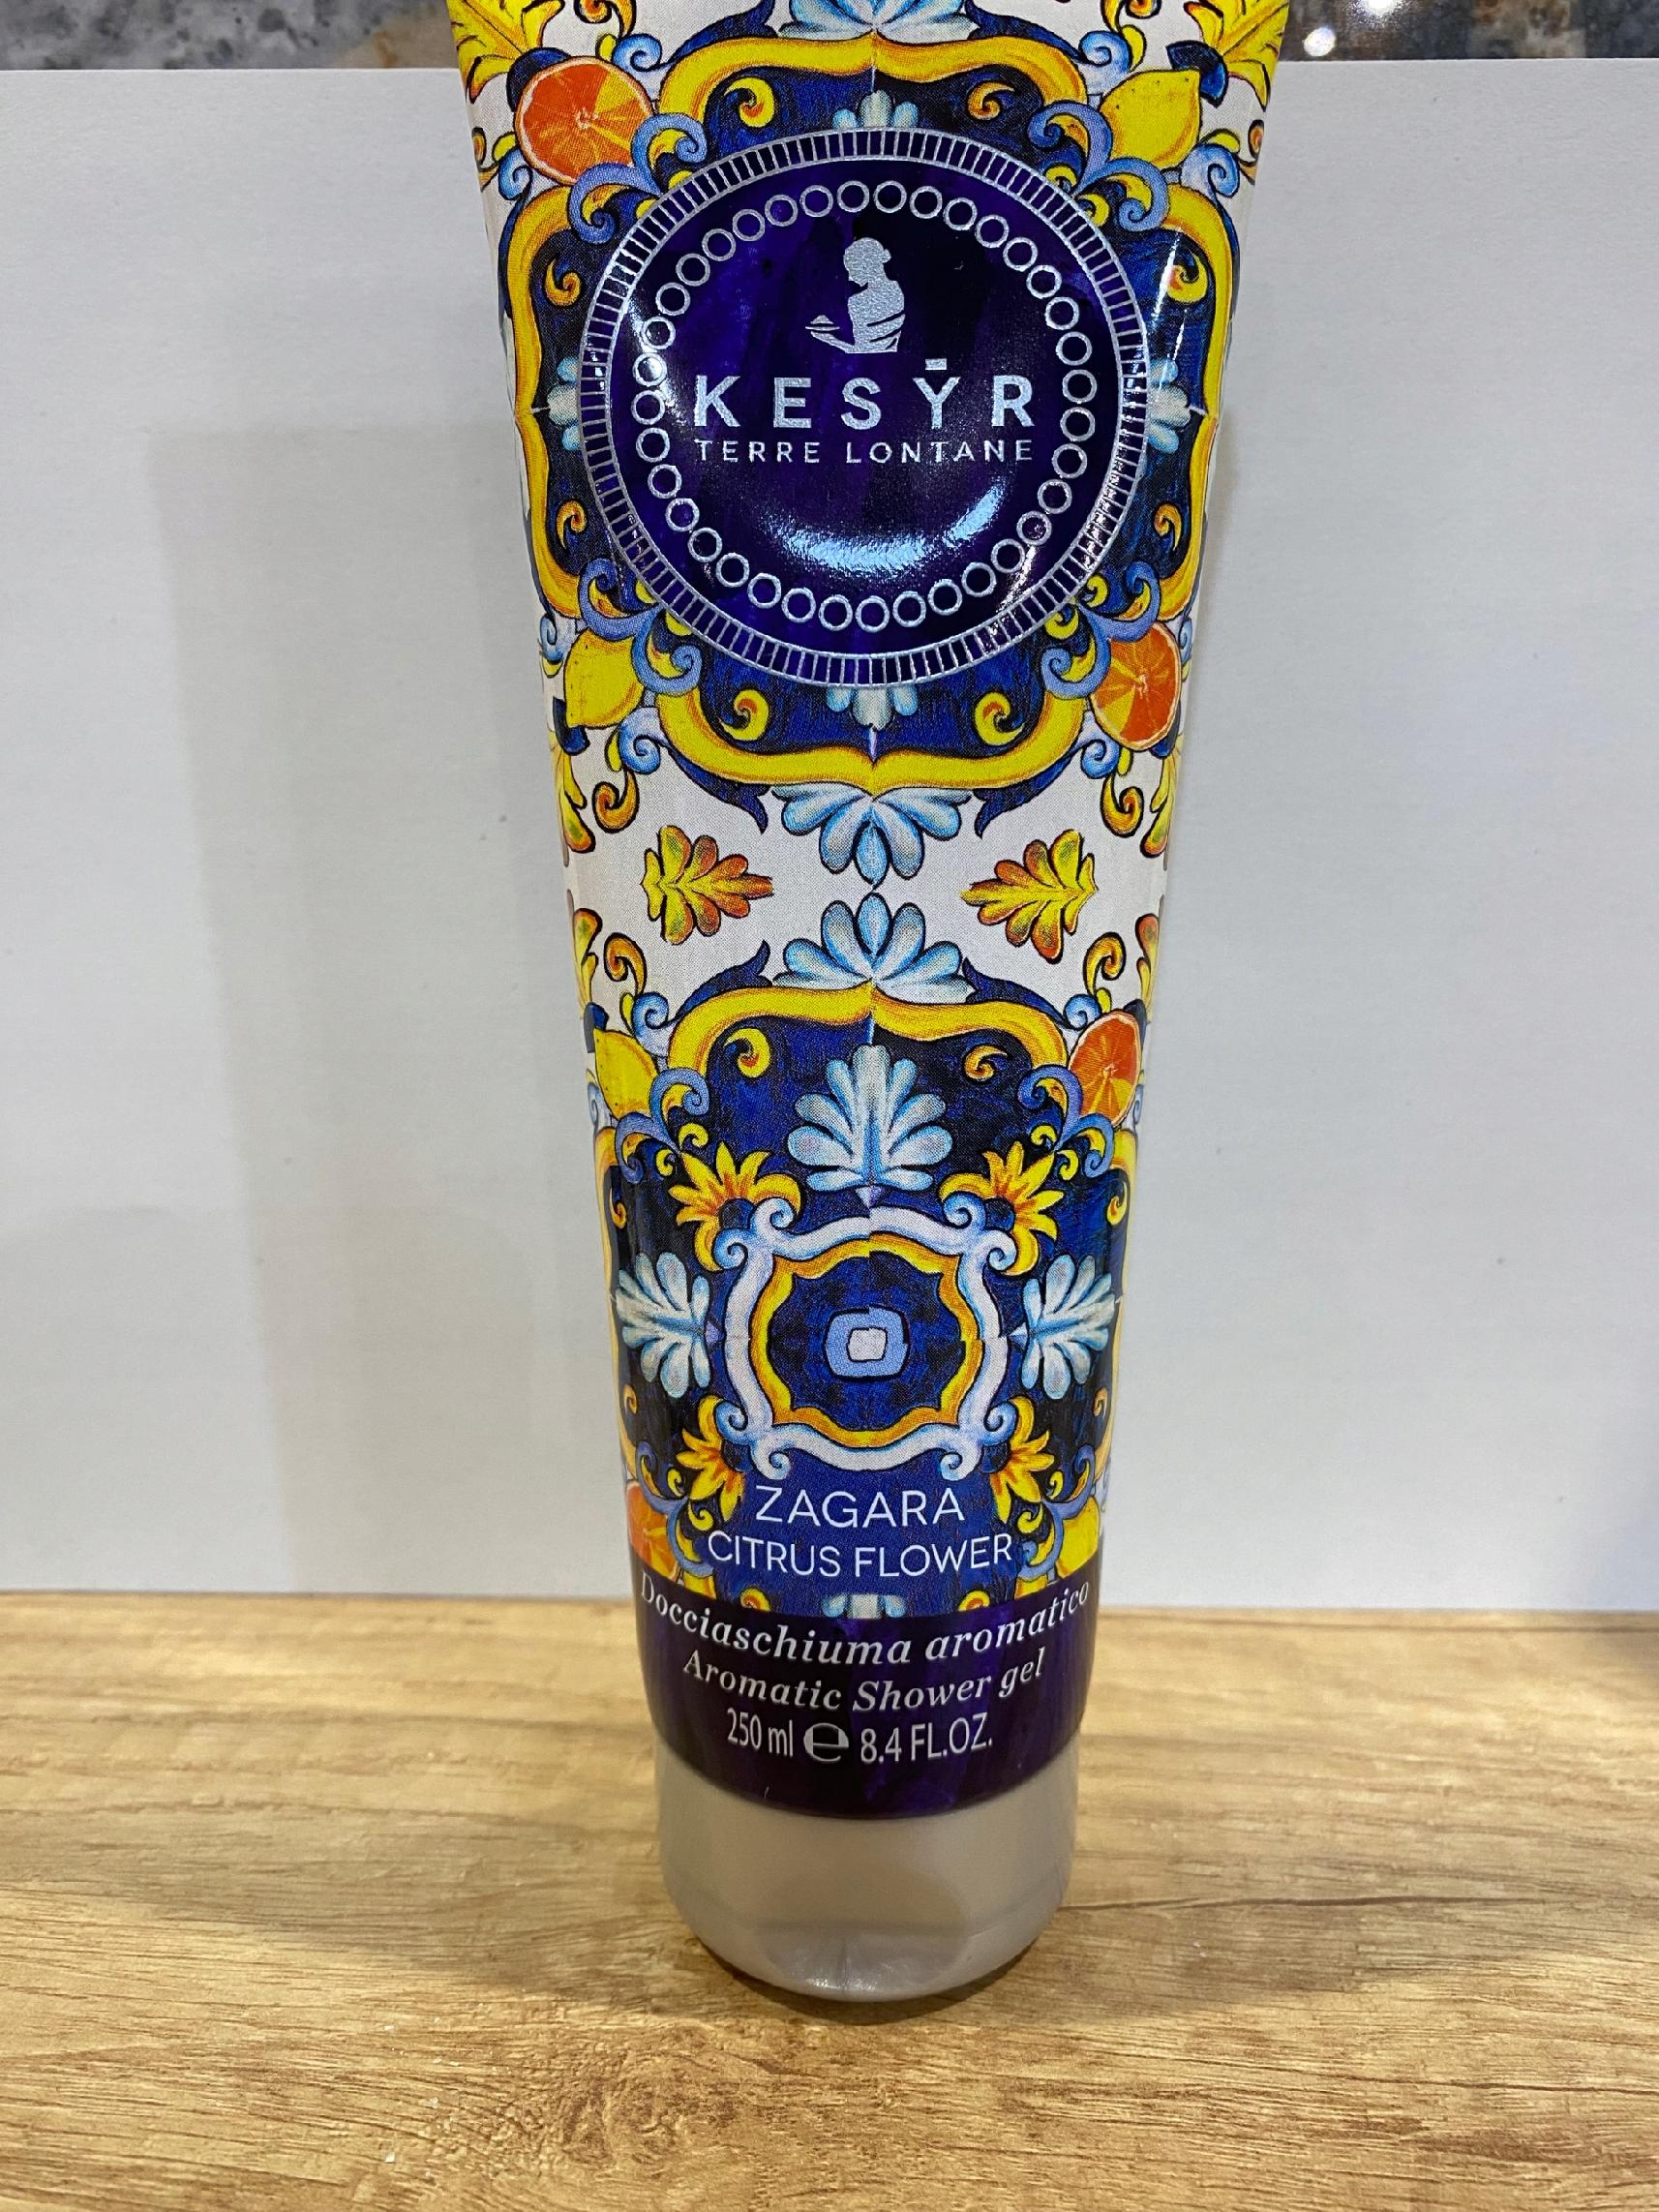 KESȲR
TERRE LONTANE
ZAGARA
CITRUS FLOWER
Docciaschiuma aromatico
Aromatic Shower gel
250 ml e 8.4 FL.OZ.